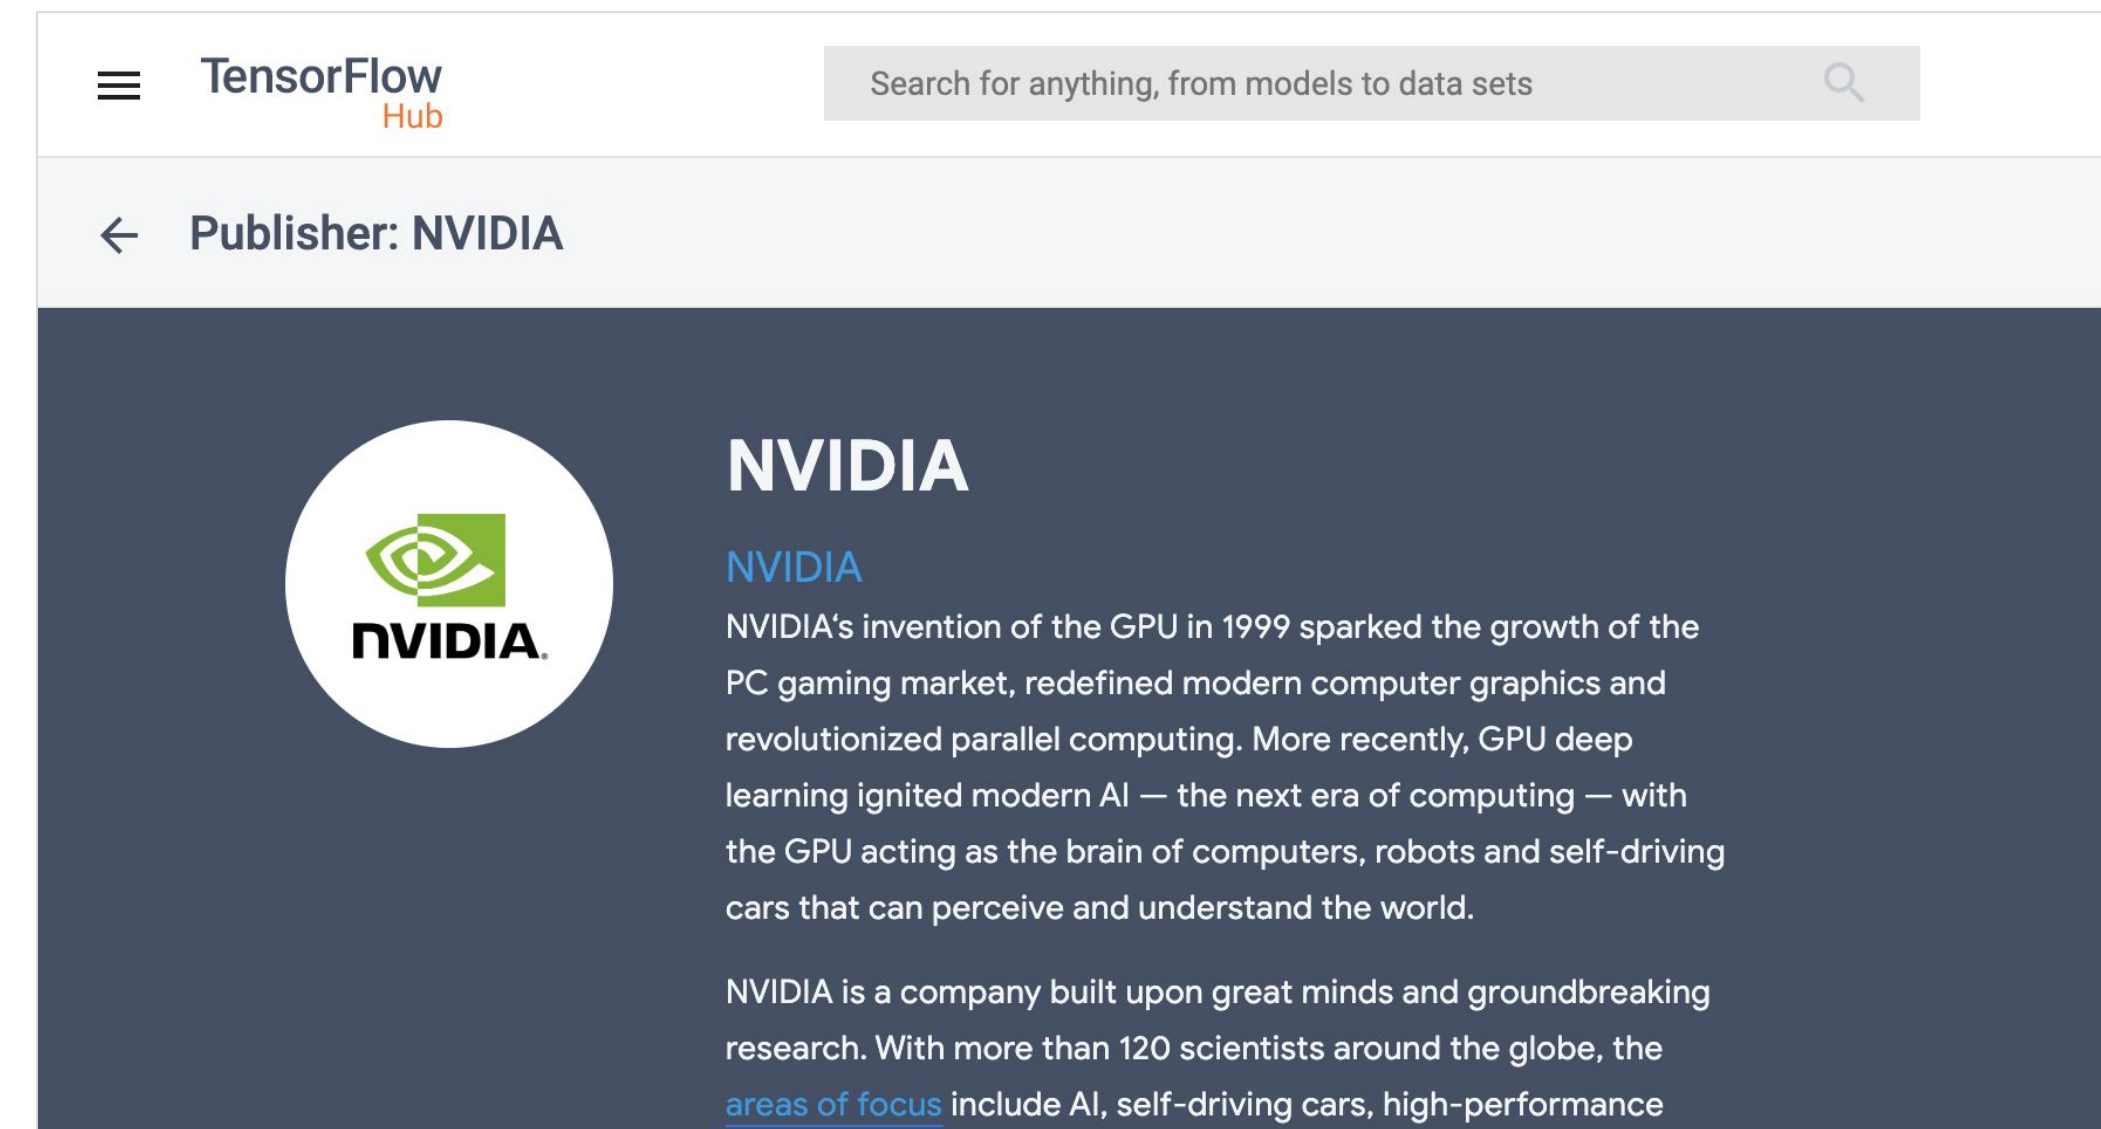 TensorFlow
Hub
Search for anything, from models to data sets
Publisher: NVIDIA
NVIDIA.
NVIDIA
NVIDIA
NVIDIA‘s invention of the GPU in 1999 sparked the growth of the
PC gaming market, redefined modern computer graphics and
revolutionized parallel computing. More recently, GPU deep
learning ignited modern AI — the next era of computing — with
the GPU acting as the brain of computers, robots and self-driving
cars that can perceive and understand the world.
NVIDIA is a company built upon great minds and groundbreaking
research. With more than 120 scientists around the globe, the
areas of focus include AI, self-driving cars, high-performance